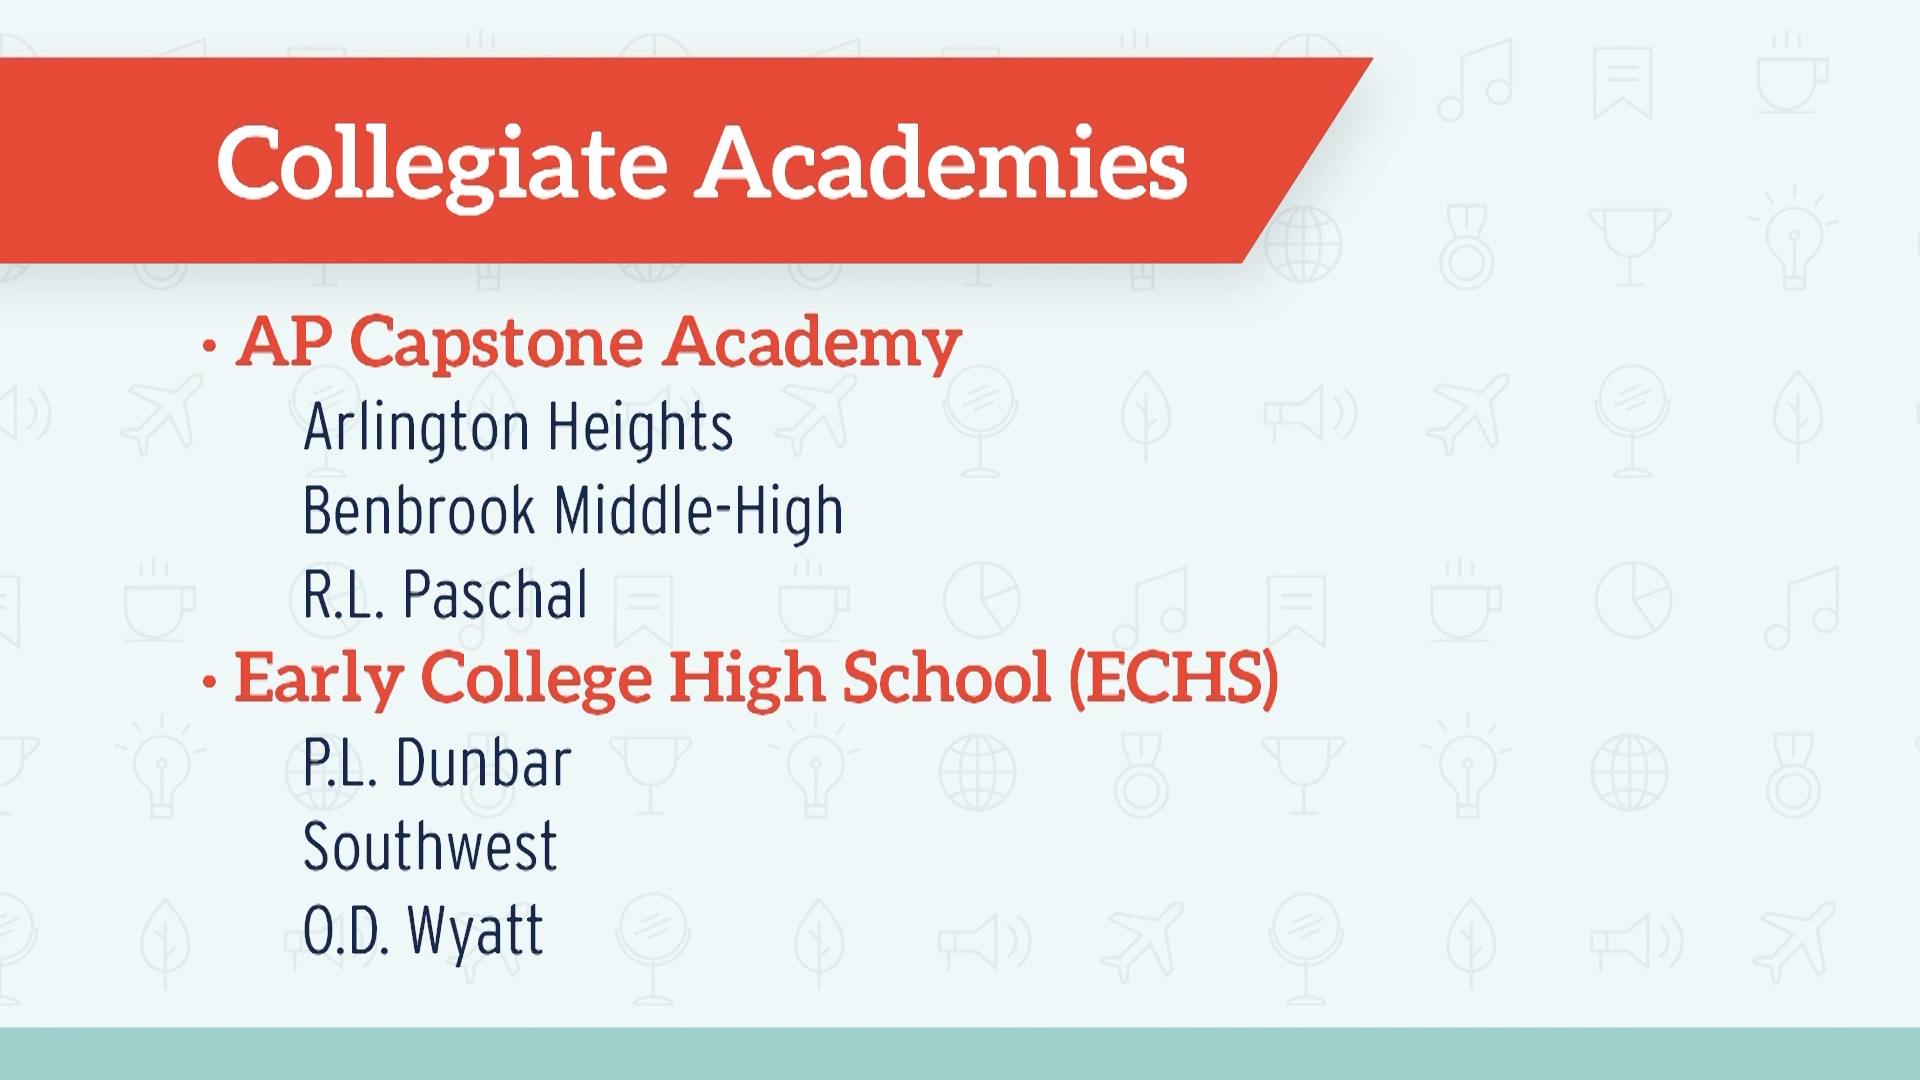 Collegiate Academies
• AP Capstone Academy
Arlington Heights
Benbrook Middle-High
R.L. Paschal
• Early College High School (ECHS)
P.L. Dunbar
Southwest
O.D. Wyatt